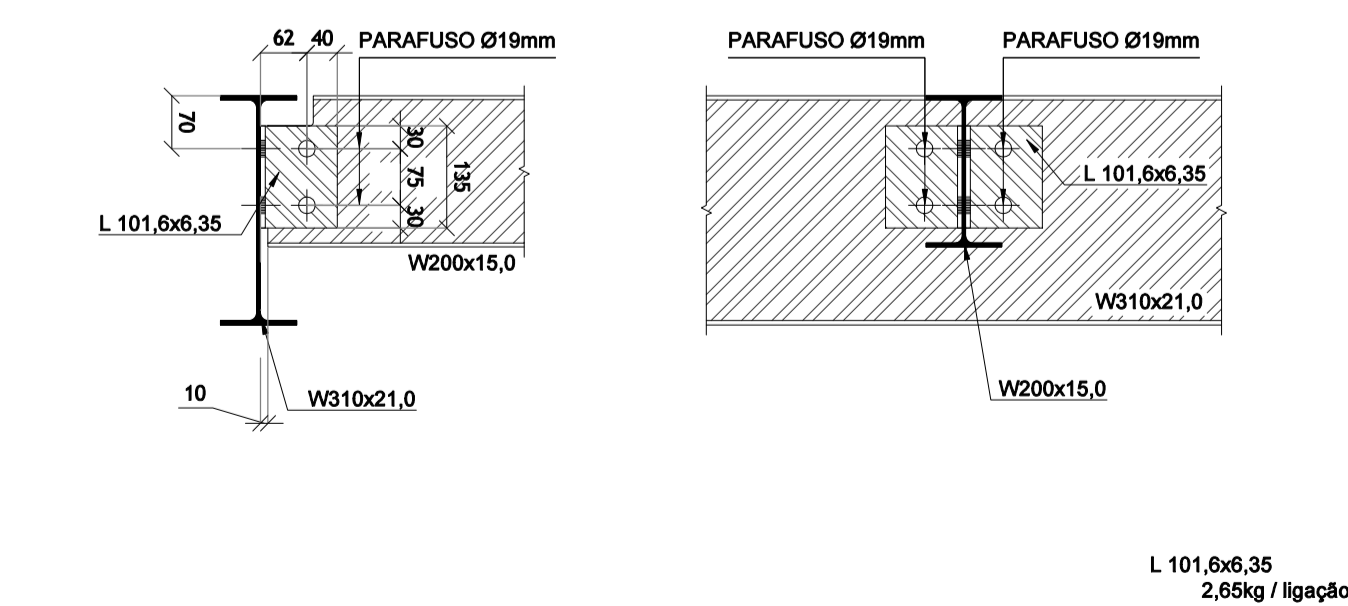 62 40 PARAFUSO Ø19mm
70
30
75
30
135
L 101,6x6,35
W200x15,0
10
W310x21,0
PARAFUSO Ø19mm PARAFUSO Ø19mm
L 101,6x6,35
W310x21,0
W200x15,0
L 101,6x6,35
2,65kg / ligação